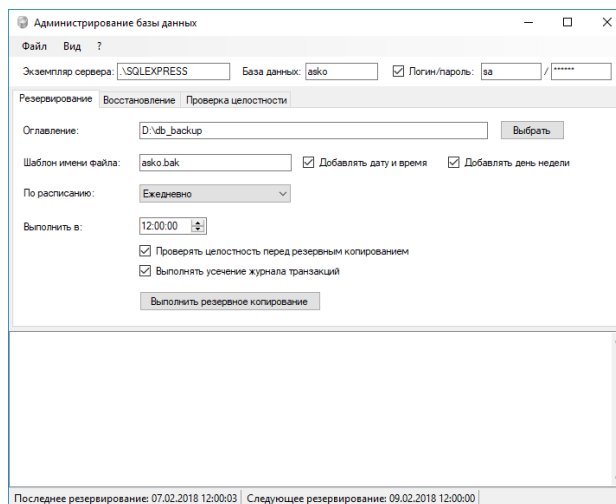 Администрирование базы данных
Файл Вид ?
Экземпляр сервера: .\SQLEXPRESS База данных: asko Логин/пароль: sa / ******
Резервирование Восстановление Проверка целостности
Оглавление: D:\db_backup Выбрать
Шаблон имени файла: asko.bak Добавлять дату и время Добавлять день недели
По расписанию: Ежедневно
Выполнить в: 12:00:00
Проверять целостность перед резервным копированием
Выполнять усечение журнала транзакций
Выполнить резервное копирование
Последнее резервирование: 07.02.2018 12:00:03 Следующее резервирование: 09.02.2018 12:00:00